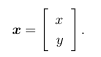 x = [ x
y ].